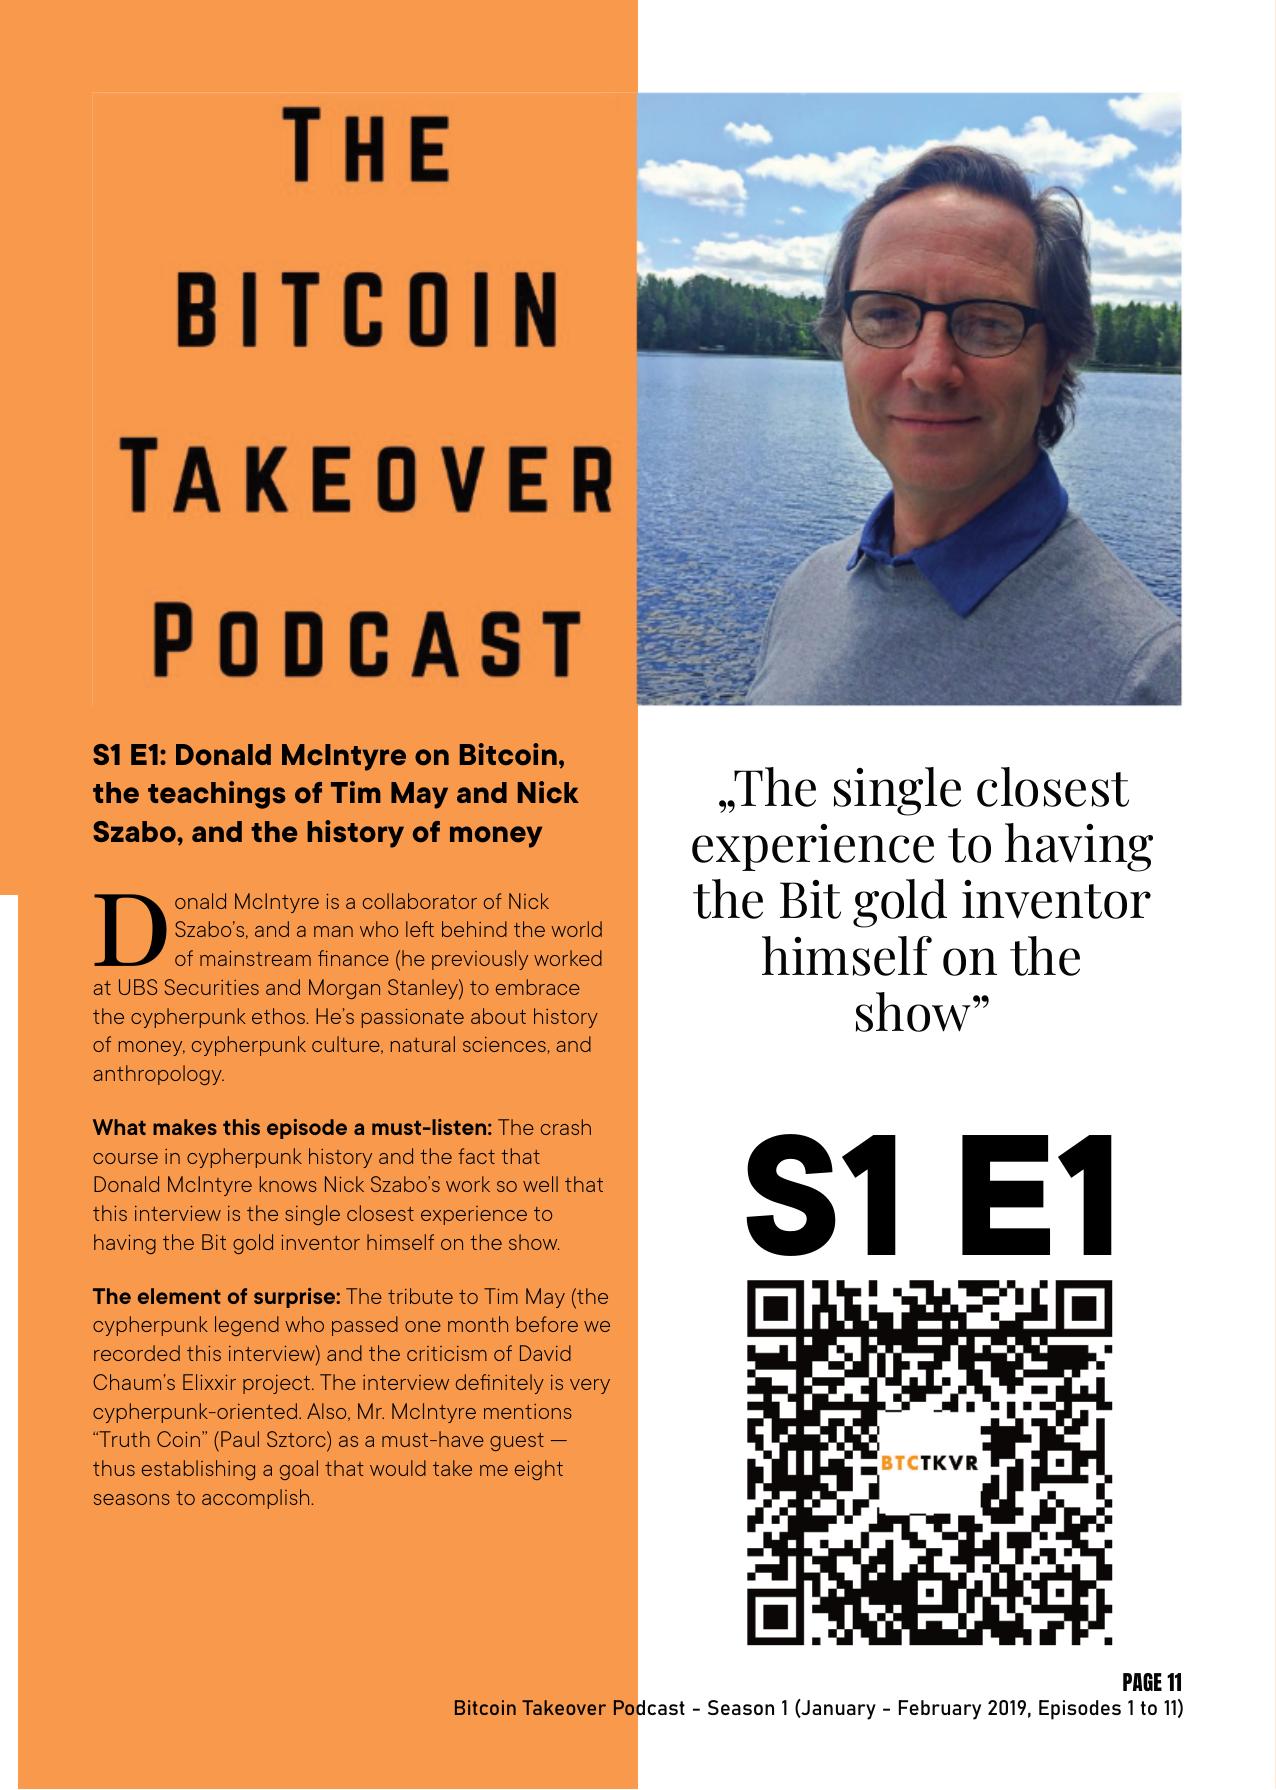 THE
BITCOIN
TAKEOVER
PODCAST
S1 E1: Donald McIntyre on Bitcoin,
the teachings of Tim May and Nick
Szabo, and the history of money
Donald McIntyre is a collaborator of Nick
Szabo’s, and a man who left behind the world
of mainstream finance (he previously worked
at UBS Securities and Morgan Stanley) to embrace
the cypherpunk ethos. He’s passionate about history
of money, cypherpunk culture, natural sciences, and
anthropology.
What makes this episode a must-listen: The crash
course in cypherpunk history and the fact that
Donald McIntyre knows Nick Szabo’s work so well that
this interview is the single closest experience to
having the Bit gold inventor himself on the show.
The element of surprise: The tribute to Tim May (the
cypherpunk legend who passed one month before we
recorded this interview) and the criticism of David
Chaum’s Elixxir project. The interview definitely is very
cypherpunk-oriented. Also, Mr. McIntyre mentions
“Truth Coin” (Paul Sztorc) as a must-have guest —
thus establishing a goal that would take me eight
seasons to accomplish.
„The single closest
experience to having
the Bit gold inventor
himself on the
show”
S1 E1
BTCTKVR
PAGE 11
Bitcoin Takeover Podcast - Season 1 (January - February 2019, Episodes 1 to 11)